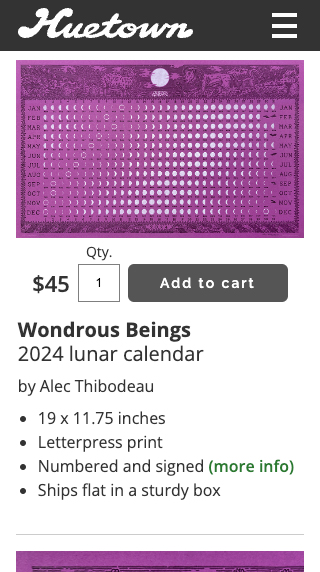 Huetown
JAN JAN
FEB FEB
MAR MAR
APR APR
MAY MAY
JUN JUN
JUL JUL
AUG AUG
SEP SEP
OCT OCT
NOV NOV
DEC DEC
Qty.
$45 1 Add to cart
Wondrous Beings
2024 lunar calendar
by Alec Thibodeau
• 19 x 11.75 inches
• Letterpress print
• Numbered and signed (more info)
• Ships flat in a sturdy box